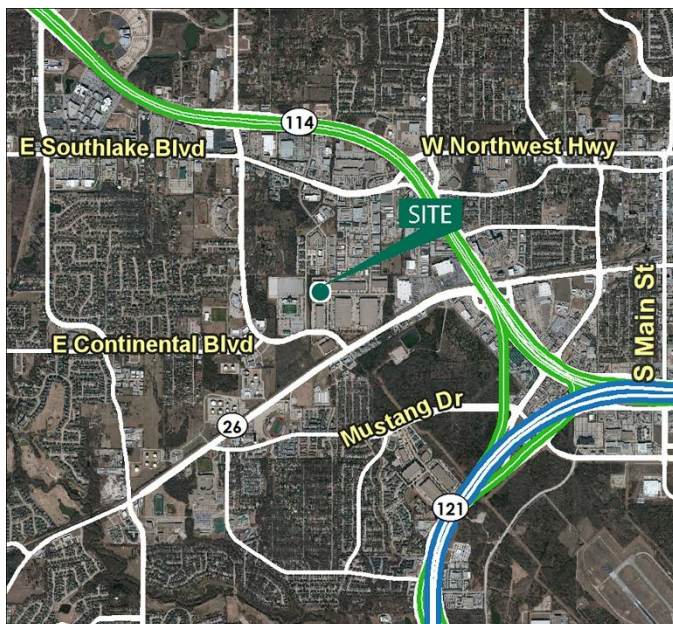 114
E Southlake Blvd
W Northwest Hwy
SITE
S Main St
E Continental Blvd
Mustang Dr
26
121